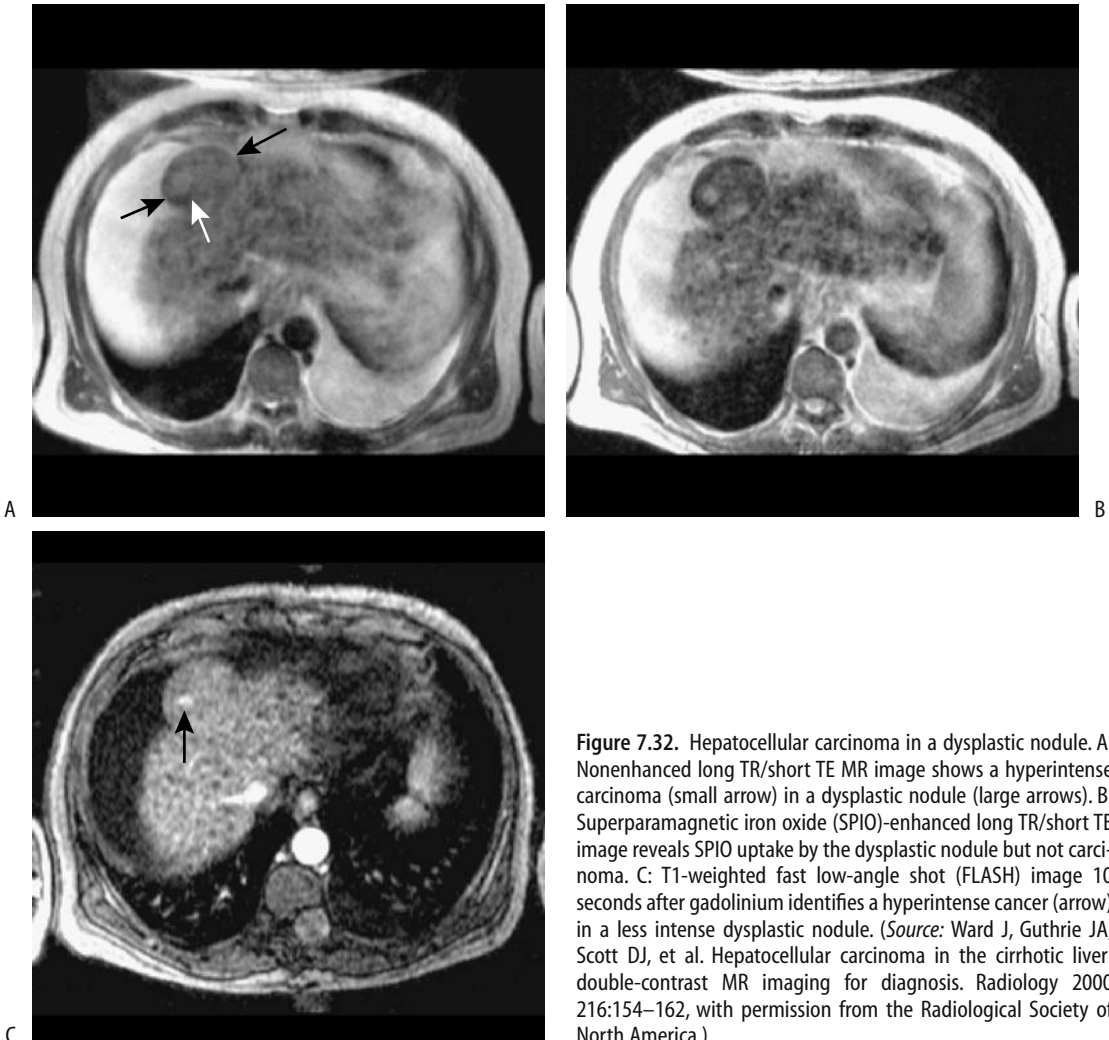 A
B
C
Figure 7.32. Hepatocellular carcinoma in a dysplastic nodule. A:
Nonenhanced long TR/short TE MR image shows a hyperintense
carcinoma (small arrow) in a dysplastic nodule (large arrows). B:
Superparamagnetic iron oxide (SPIO)-enhanced long TR/short TE
image reveals SPIO uptake by the dysplastic nodule but not carci-
noma. C: T1-weighted fast low-angle shot (FLASH) image 10
seconds after gadolinium identifies a hyperintense cancer (arrow)
in a less intense dysplastic nodule. (Source: Ward J, Guthrie JA,
Scott DJ, et al. Hepatocellular carcinoma in the cirrhotic liver:
double-contrast MR imaging for diagnosis. Radiology 2000
216:154–162, with permission from the Radiological Society of
North America.)